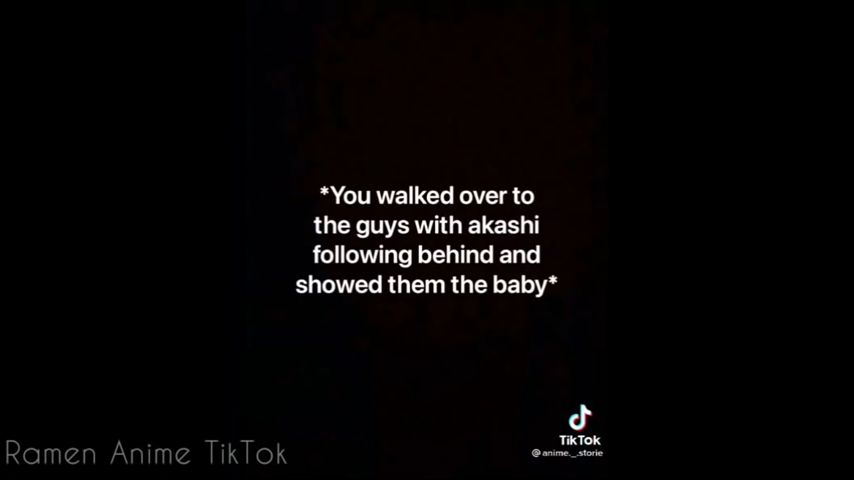 *You walked over to
the guys with akashi
following behind and
showed them the baby*
TikTok
@anime._.storie
Ramen Anime TikTok